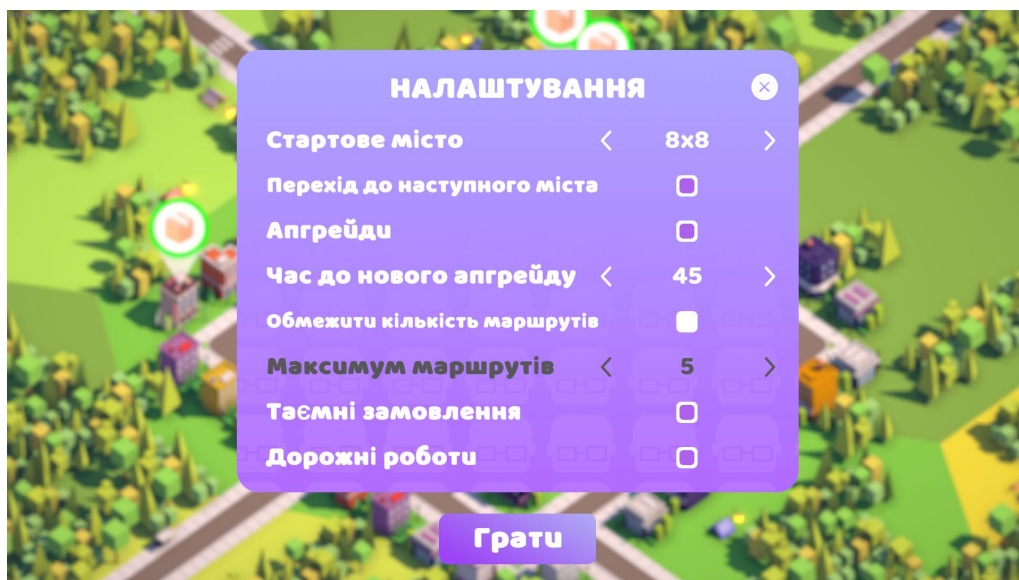 НАЛАШТУВАННЯ
Стартове місто 8x8
Перехід до наступного міста
Апгрейди
Час до нового апгрейду 45
Обмежити кількість маршрутів
Максимум маршрутів 5
Таємні замовлення
Дорожні роботи
Грати